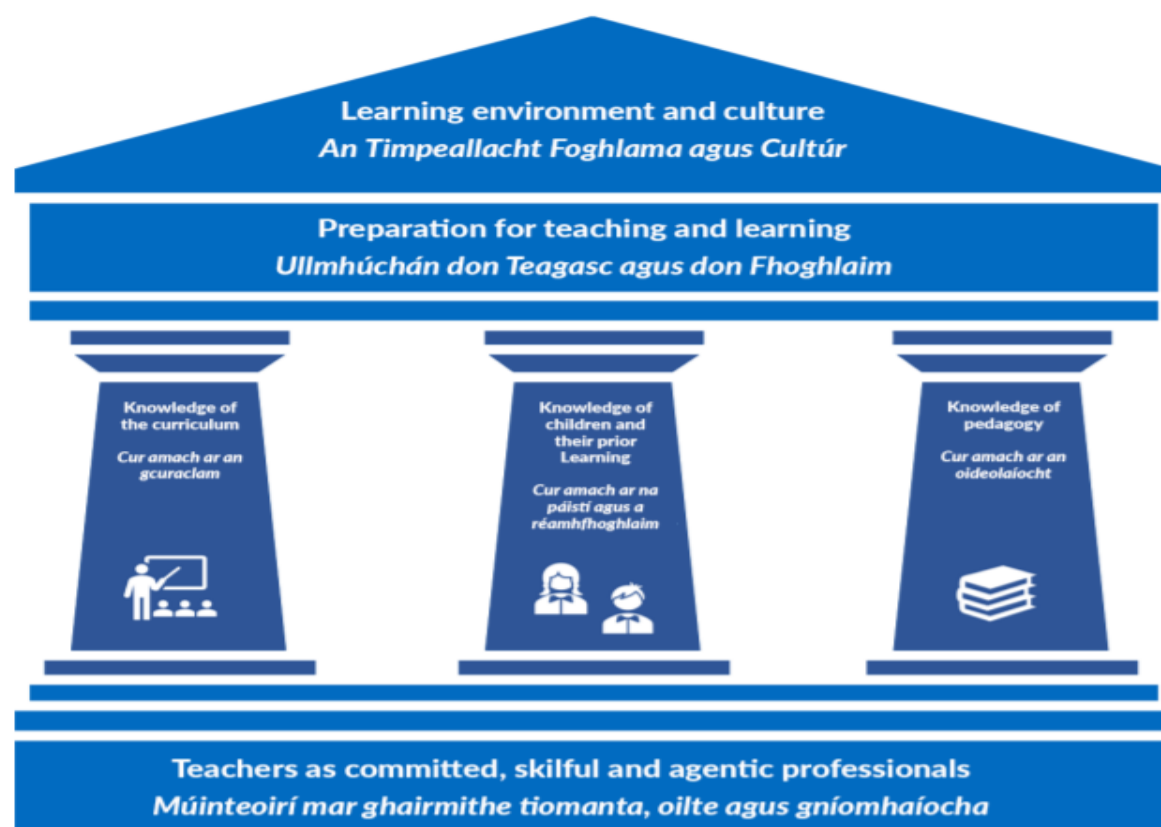 Learning environment and culture
An Timpeallacht Foghlama agus Cultúr
Preparation for teaching and learning
Ullmhúchán don Teagasc agus don Fhoghlaim
Knowledge of
the curriculum
Cur amach ar an
gcuraclam
Knowledge of
children and
their prior
Learning
Cur amach ar na
páistí agus a
réamhfhoghlaim
Knowledge of
pedagogy
Cur amach ar an
oideolaíocht
Teachers as committed, skilful and agentic professionals
Múinteoirí mar ghairmithe tiomanta, oilte agus gníomhaíocha